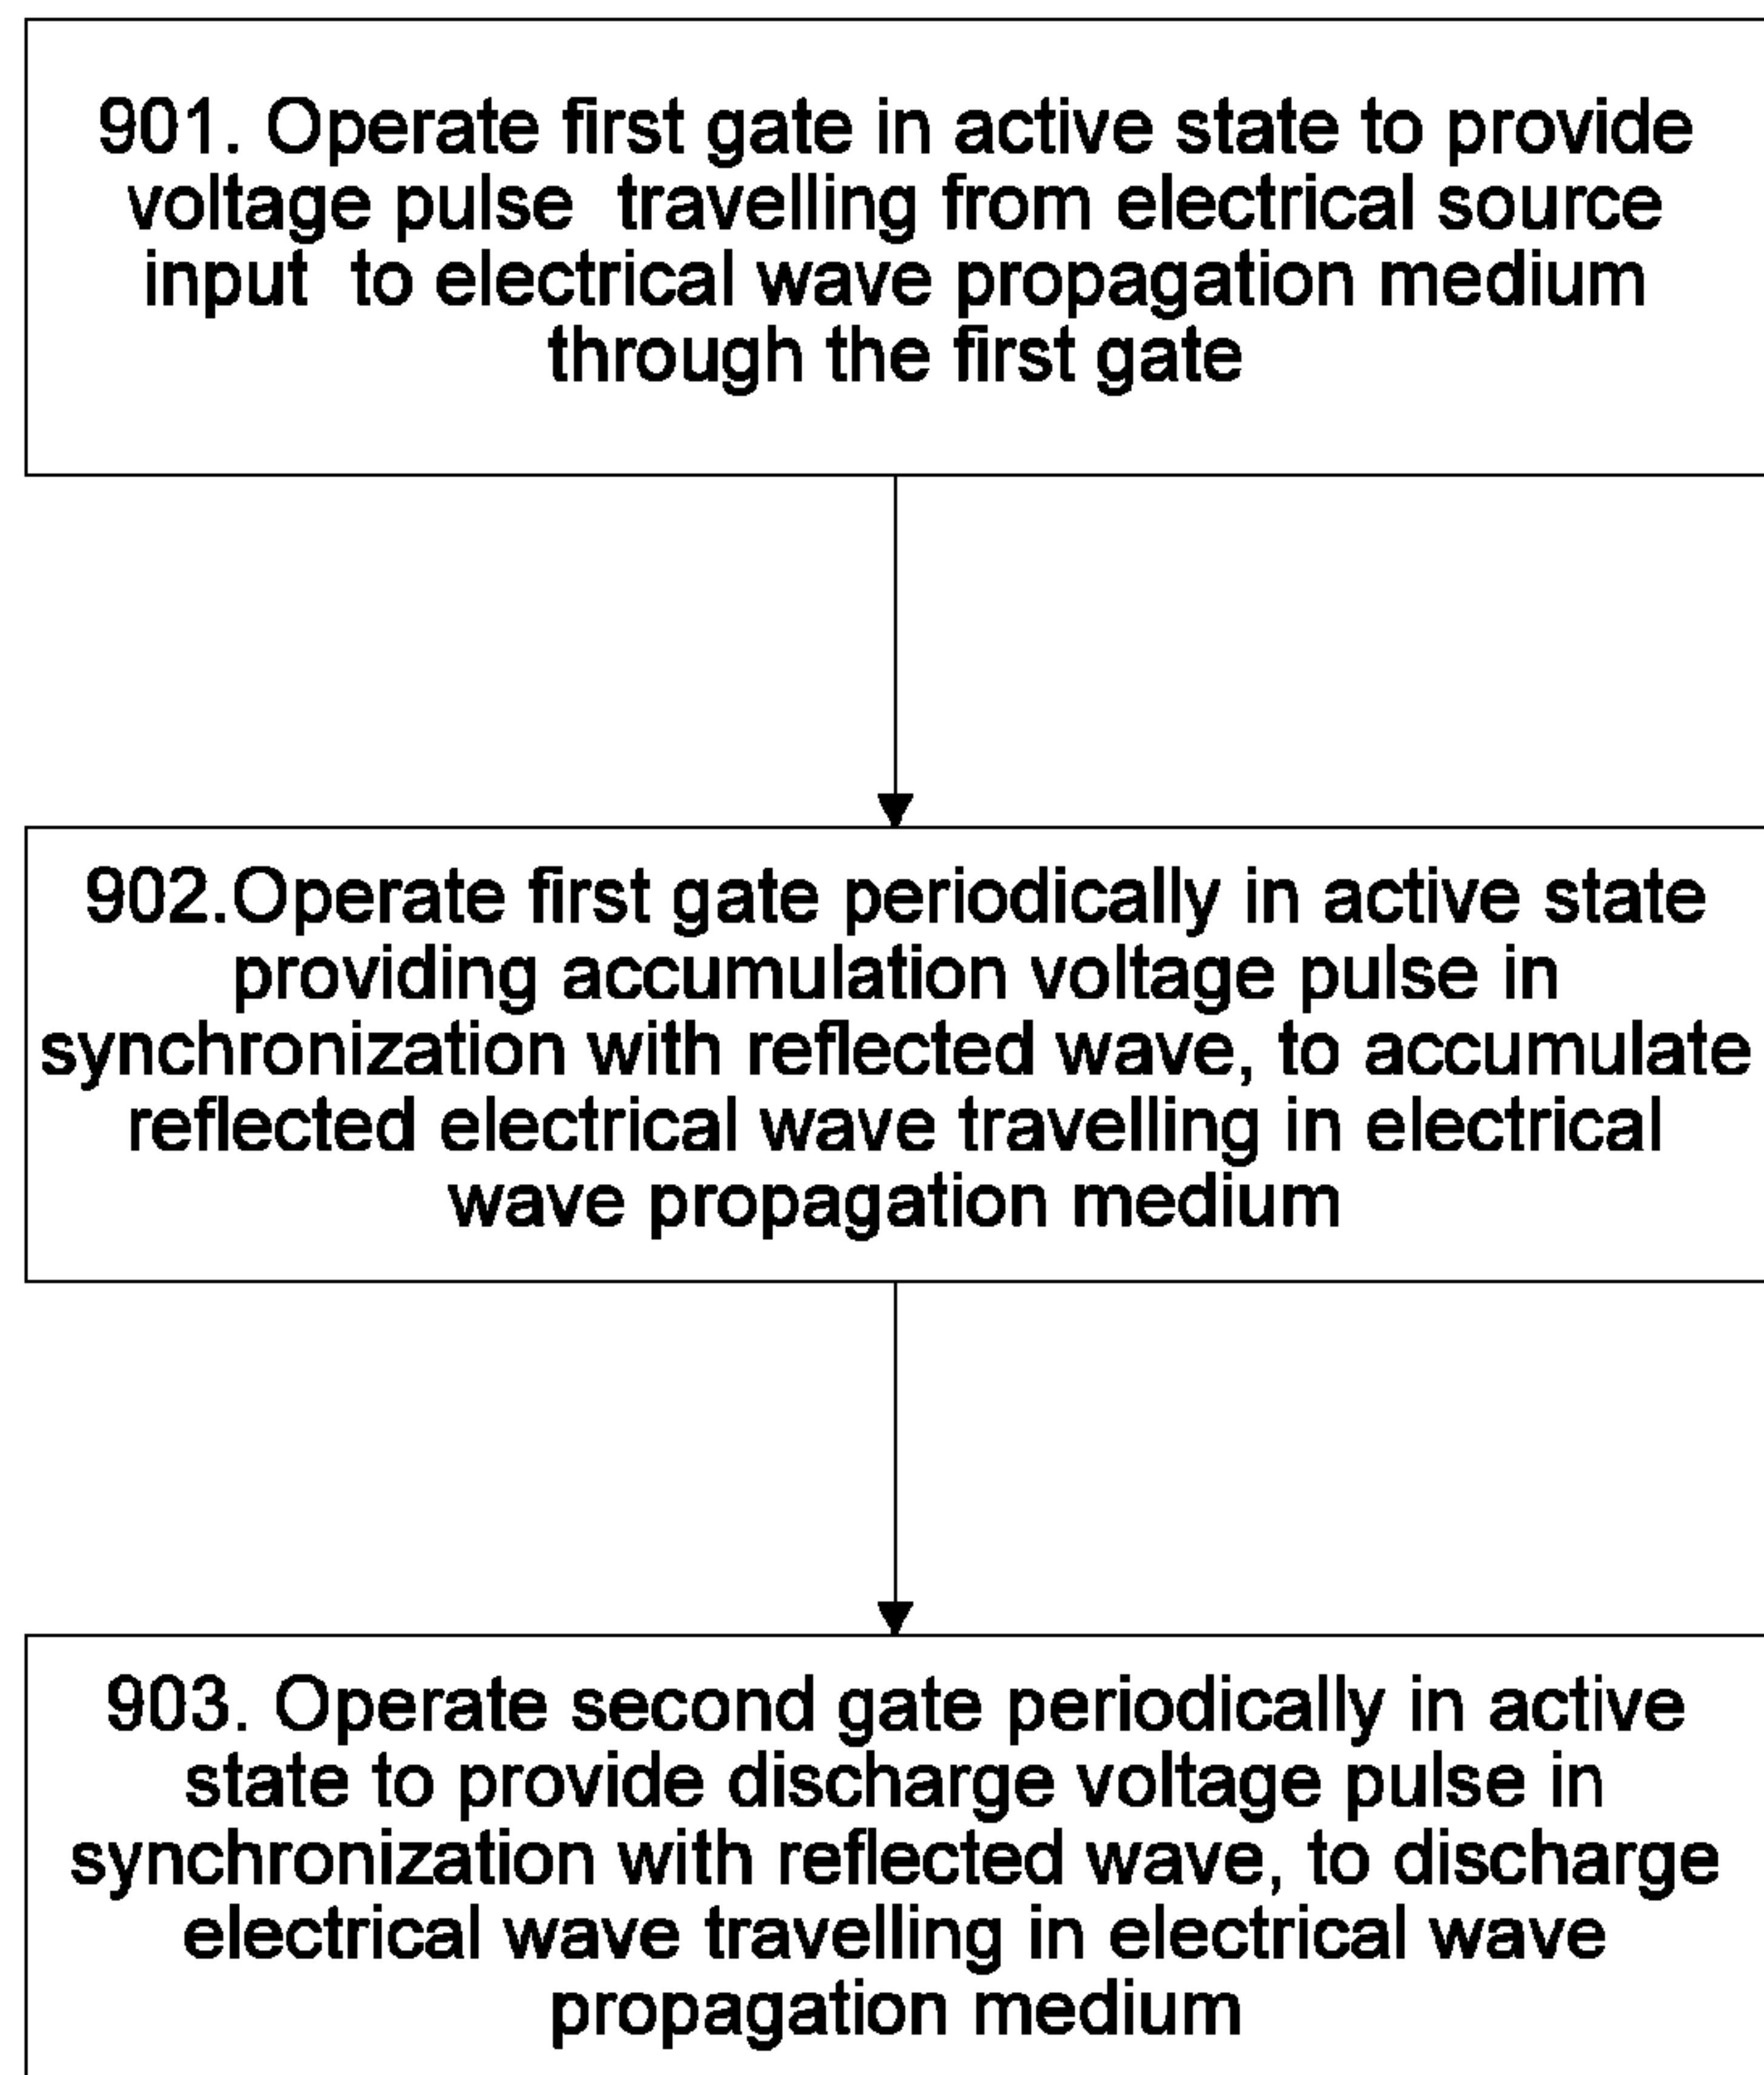 901. Operate first gate in active state to provide
voltage pulse  travelling from electrical source
input  to electrical wave propagation medium
through the first gate
902.Operate first gate periodically in active state
providing accumulation voltage pulse in
synchronization with reflected wave, to accumulate
reflected electrical wave travelling in electrical
wave propagation medium
903. Operate second gate periodically in active
state to provide discharge voltage pulse in
synchronization with reflected wave, to discharge
electrical wave travelling in electrical wave
propagation medium